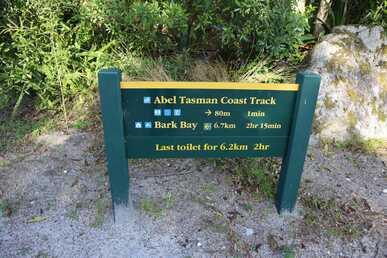 Abel Tasman Coast Track
→ 80m 1min
Bark Bay 6.7km 2hr 15min
Last toilet for 6.2km 2hr